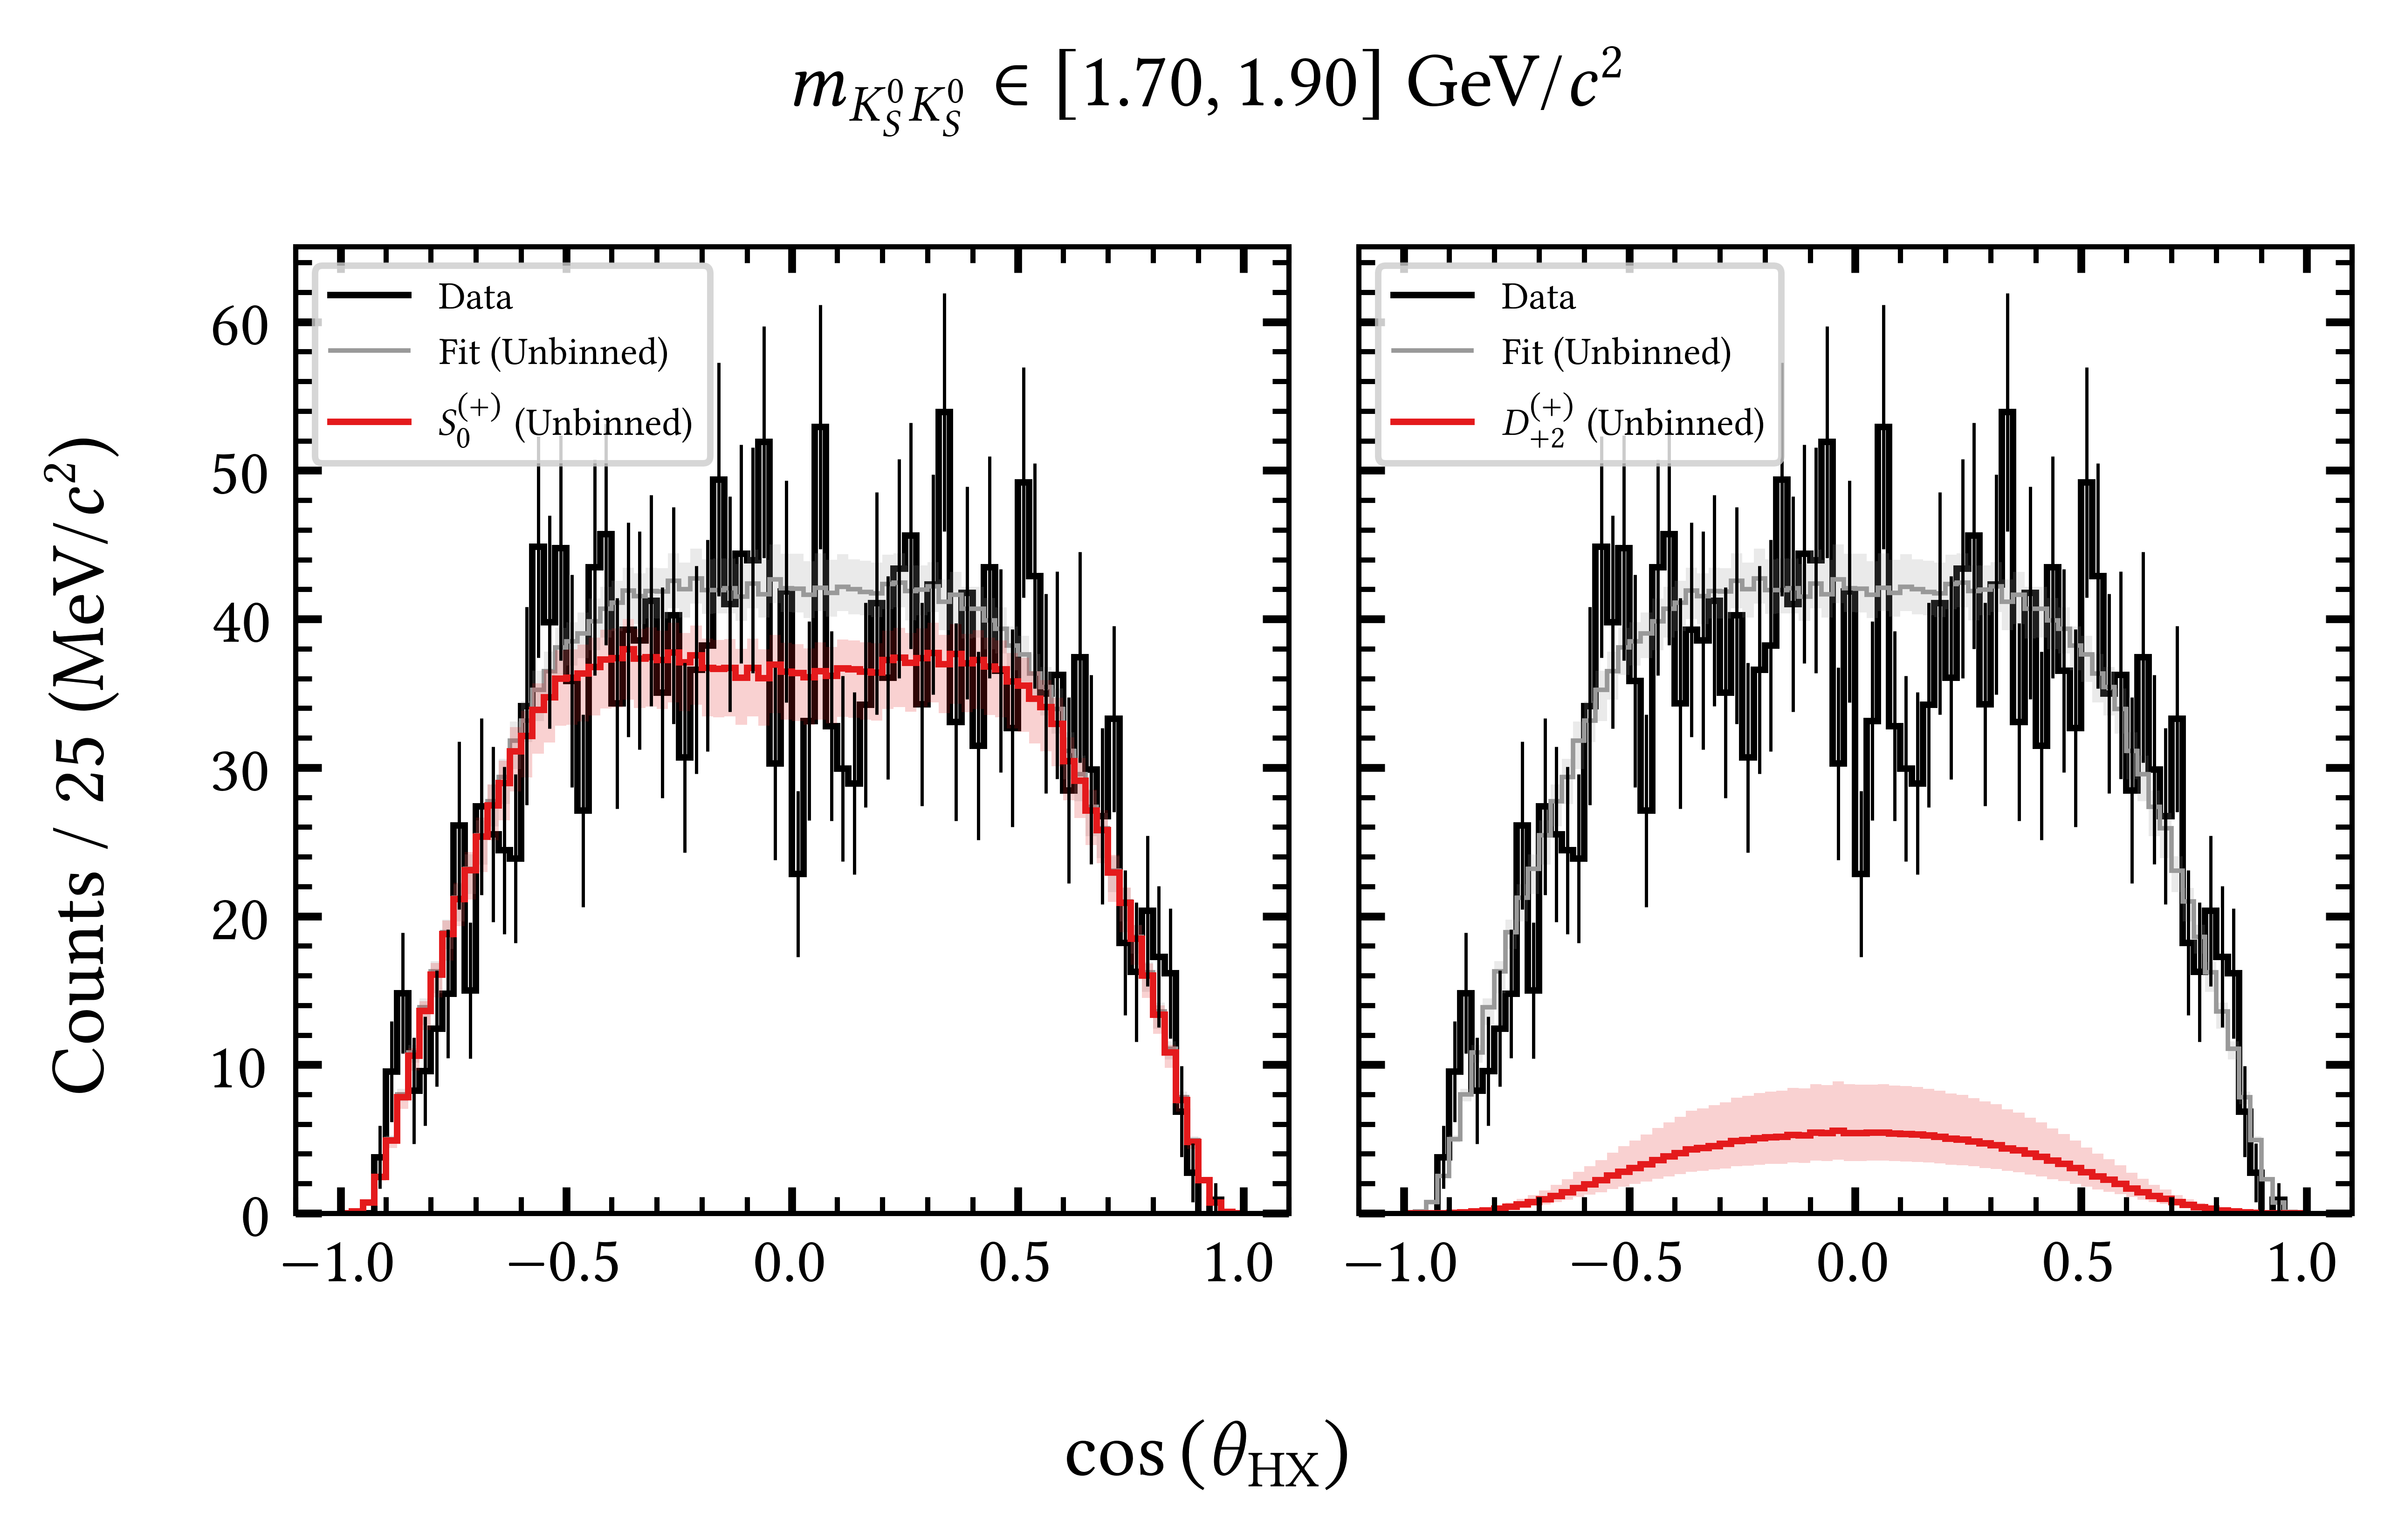 m_{K_S^0 K_S^0} ∈ [1.70, 1.90] GeV/c^2
Counts / 25 (MeV/c^2)
60
50
40
30
20
10
0
Data
Fit (Unbinned)
S_0^{(+)} (Unbinned)
−1.0 −0.5 0.0 0.5 1.0
Data
Fit (Unbinned)
D_{+2}^{(+)} (Unbinned)
−1.0 −0.5 0.0 0.5 1.0
cos (θ_{HX})